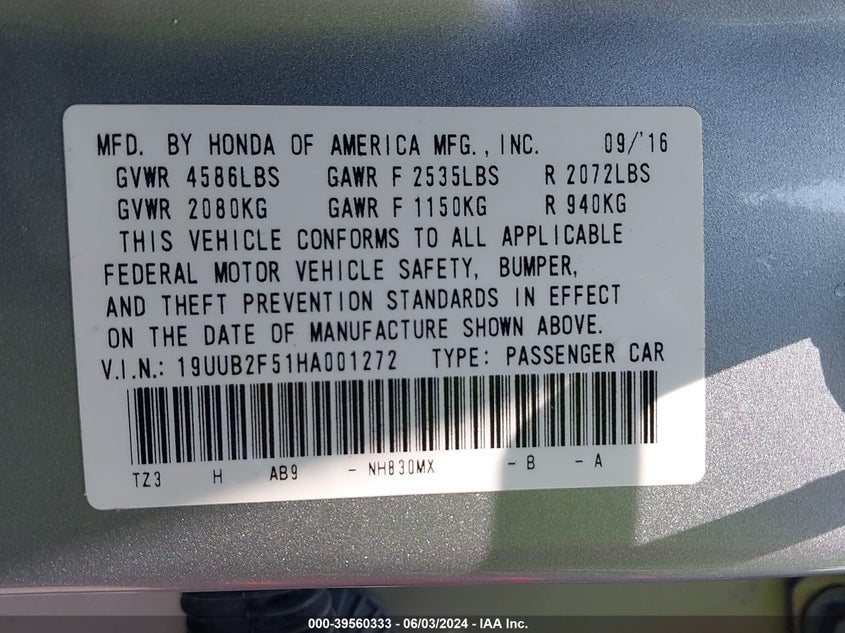 MFD. BY HONDA OF AMERICA MFG., INC. 09/'16
GVWR 4586LBS GAWR F 2535LBS R 2072LBS
GVWR 2080KG GAWR F 1150KG R 940KG
THIS VEHICLE CONFORMS TO ALL APPLICABLE
FEDERAL MOTOR VEHICLE SAFETY, BUMPER,
AND THEFT PREVENTION STANDARDS IN EFFECT
ON THE DATE OF MANUFACTURE SHOWN ABOVE.
V.I.N.: 19UUB2F51HA001272 TYPE: PASSENGER CAR
TZ3 H AB9 - NH830MX - B - A
000-39560333 - 06/03/2024 - IAA Inc.